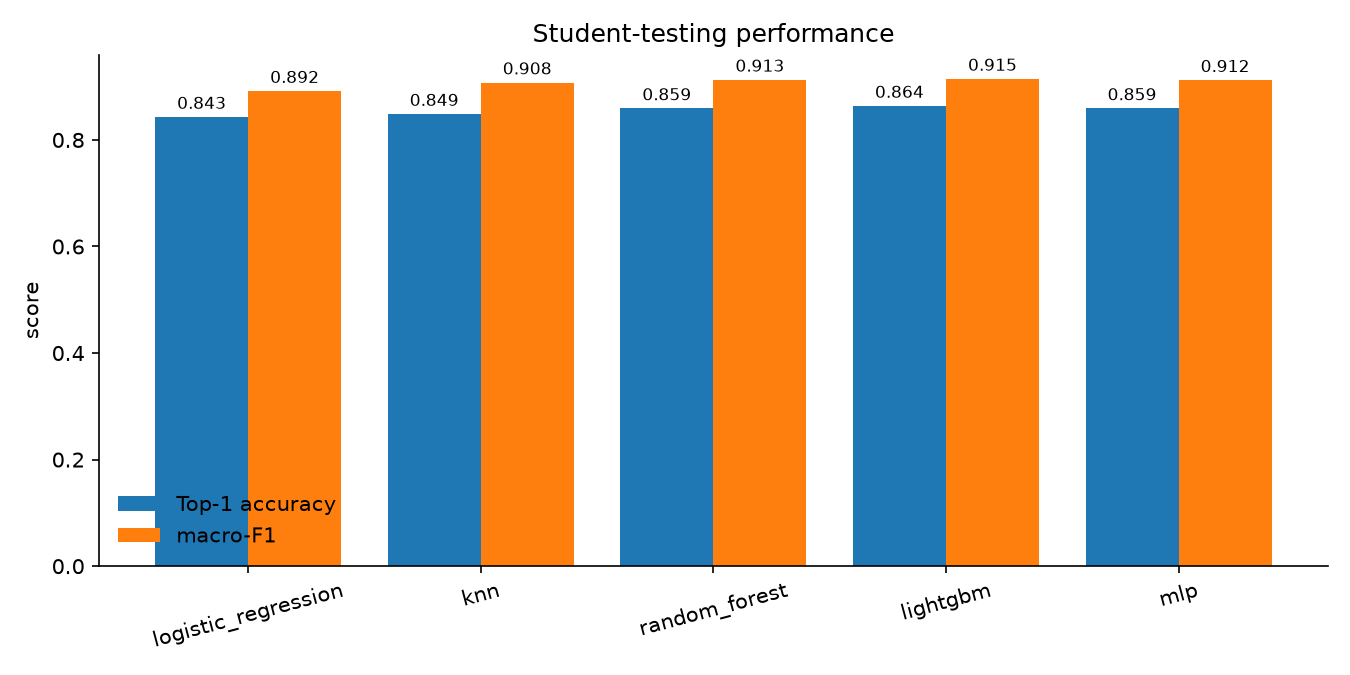 Student-testing performance
score
0.8
0.6
0.4
0.2
0.0
0.843
0.892
0.849
0.908
0.859
0.913
0.864
0.915
0.859
0.912
Top-1 accuracy
macro-F1
logistic_regression
knn
random_forest
lightgbm
mlp